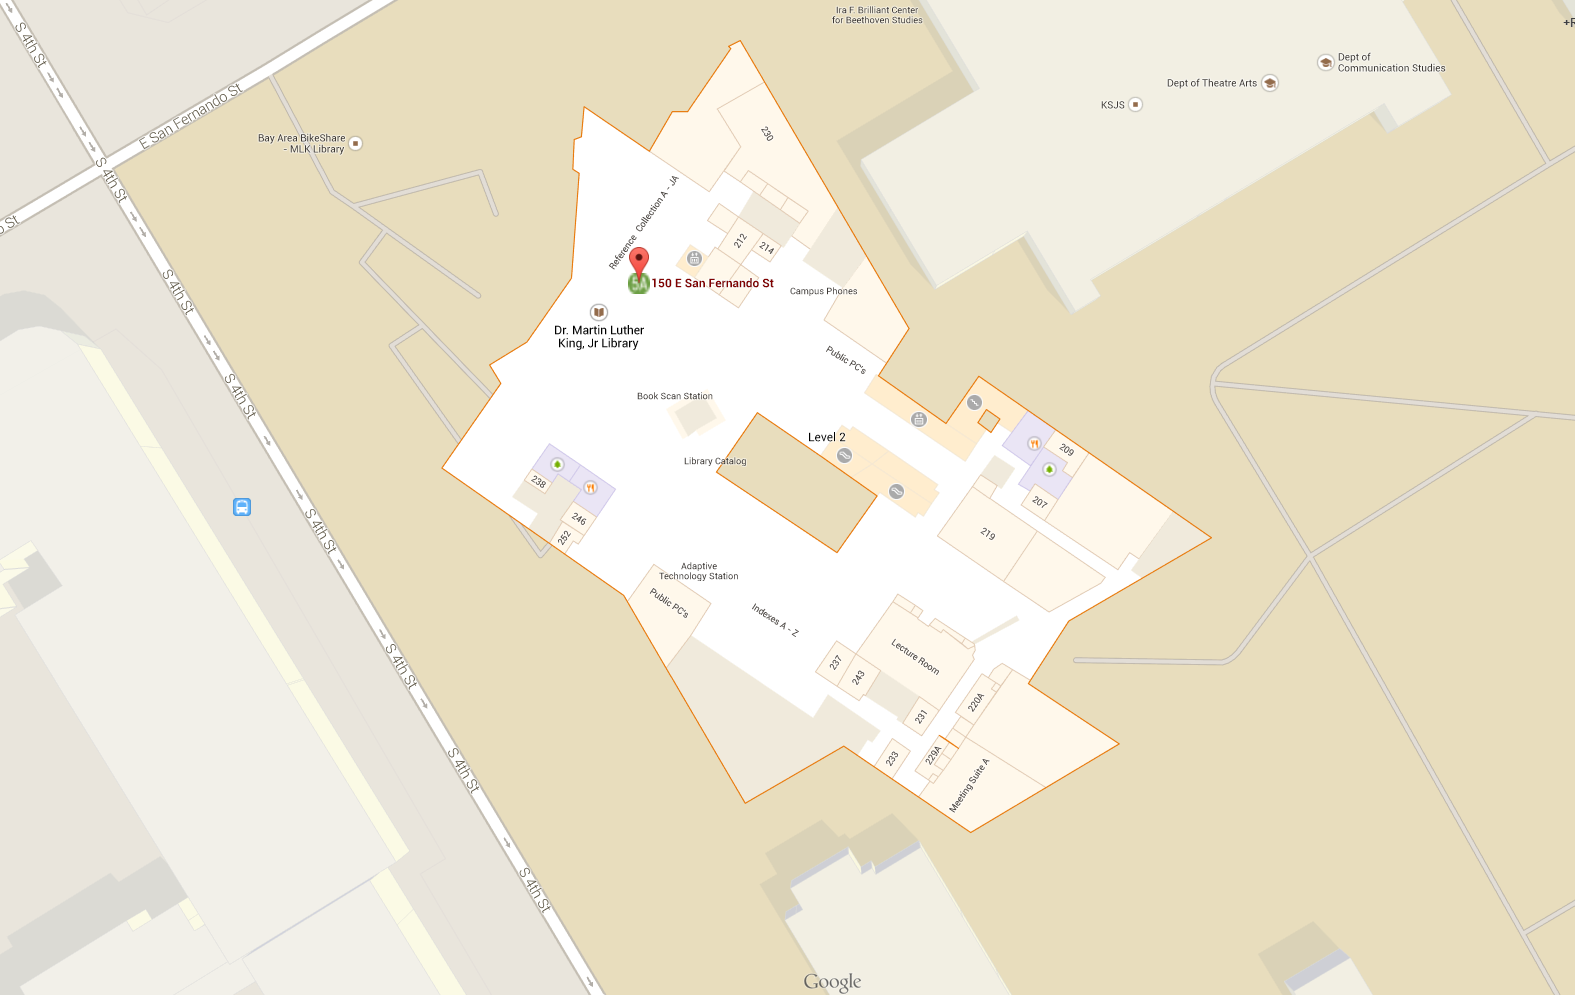 Ira F. Brilliant Center
for Beethoven Studies
Dept of
Communication Studies
Dept of Theatre Arts
KSJS
S 4th St
E San Fernando St
Bay Area BikeShare
- MLK Library
S 4th St
S 4th St
S 4th St
S 4th St
S 4th St
S 4th St
S 4th St
230
Reference Collection A - JA
212
214
150 E San Fernando St
Campus Phones
Dr. Martin Luther
King, Jr Library
Public PC's
Book Scan Station
Level 2
Library Catalog
209
207
238
246
252
219
Adaptive
Technology Station
Public PC's
Indexes A - Z
Lecture Room
237
243
231
220A
233
229A
Meeting Suite A
Google